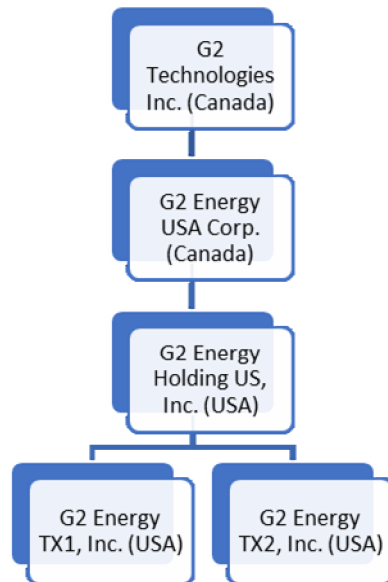 G2
Technologies
Inc. (Canada)
G2 Energy
USA Corp.
(Canada)
G2 Energy
Holding US,
Inc. (USA)
G2 Energy
TX1, Inc. (USA)
G2 Energy
TX2, Inc. (USA)